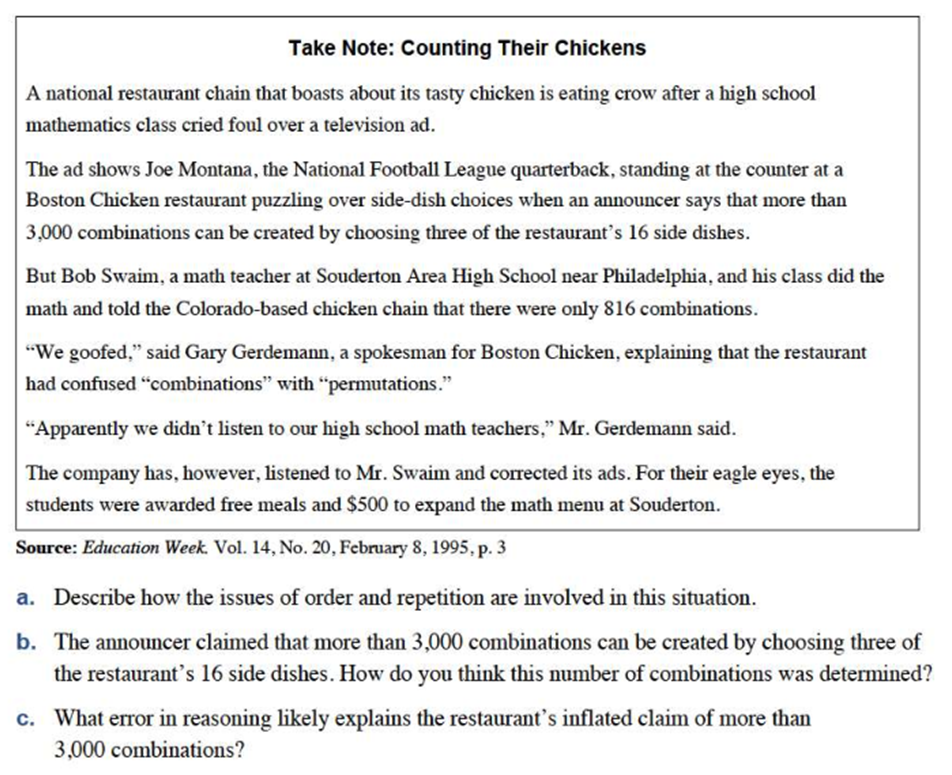 Take Note: Counting Their Chickens
A national restaurant chain that boasts about its tasty chicken is eating crow after a high school
mathematics class cried foul over a television ad.
The ad shows Joe Montana, the National Football League quarterback, standing at the counter at a
Boston Chicken restaurant puzzling over side-dish choices when an announcer says that more than
3,000 combinations can be created by choosing three of the restaurant’s 16 side dishes.
But Bob Swaim, a math teacher at Souderton Area High School near Philadelphia, and his class did the
math and told the Colorado-based chicken chain that there were only 816 combinations.
“We goofed,” said Gary Gerdemann, a spokesman for Boston Chicken, explaining that the restaurant
had confused “combinations” with “permutations.”
“Apparently we didn’t listen to our high school math teachers,” Mr. Gerdemann said.
The company has, however, listened to Mr. Swaim and corrected its ads. For their eagle eyes, the
students were awarded free meals and $500 to expand the math menu at Souderton.
Source: Education Week. Vol. 14, No. 20, February 8, 1995, p. 3
a. Describe how the issues of order and repetition are involved in this situation.
b. The announcer claimed that more than 3,000 combinations can be created by choosing three of
the restaurant’s 16 side dishes. How do you think this number of combinations was determined?
c. What error in reasoning likely explains the restaurant’s inflated claim of more than
3,000 combinations?